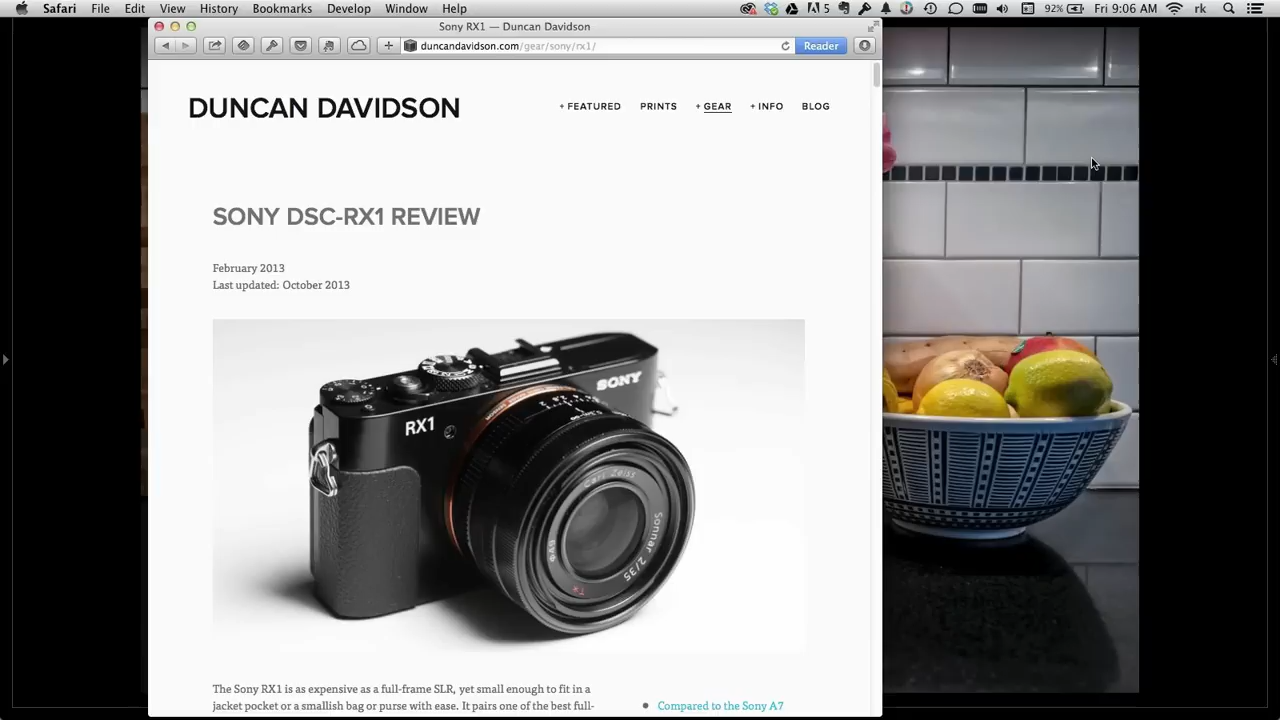 Safari File Edit View History Bookmarks Develop Window Help 5 92% Fri 9:06 AM rk
Sony RX1 — Duncan Davidson
duncandavidson.com/gear/sony/rx1/ Reader
DUNCAN DAVIDSON
+ FEATURED PRINTS + GEAR + INFO BLOG
SONY DSC-RX1 REVIEW
February 2013
Last updated: October 2013
SONY
RX1
Carl Zeiss
Sonnar 2/35
The Sony RX1 is as expensive as a full-frame SLR, yet small enough to fit in a
jacket pocket or a smallish bag or purse with ease. It pairs one of the best full-
Compared to the Sony A7